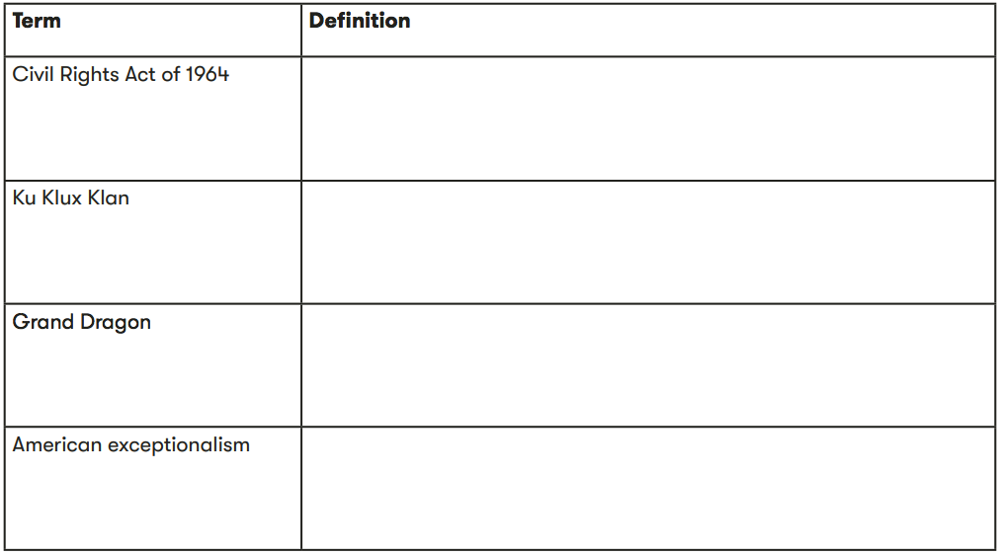 Term
Definition
Civil Rights Act of 1964
Ku Klux Klan
Grand Dragon
American exceptionalism